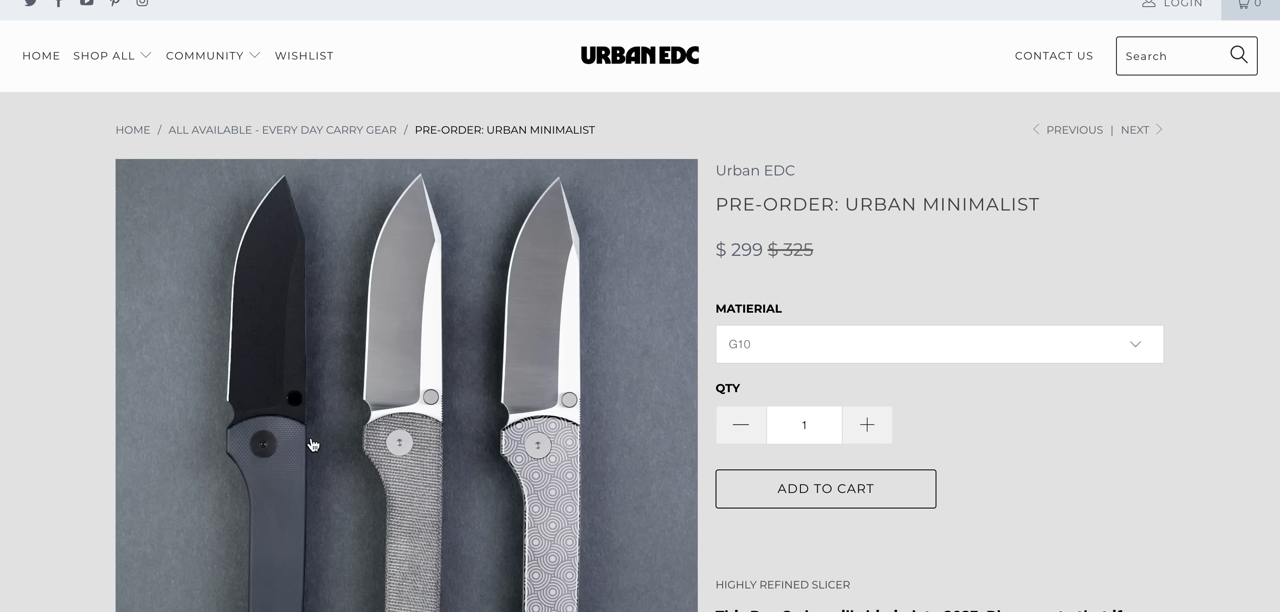 LOGIN
0
HOME
SHOP ALL
COMMUNITY
WISHLIST
URBAN EDC
CONTACT US
Search
HOME / ALL AVAILABLE - EVERY DAY CARRY GEAR / PRE-ORDER: URBAN MINIMALIST
PREVIOUS | NEXT
Urban EDC
PRE-ORDER: URBAN MINIMALIST
$ 299 $ 325
MATIERIAL
G10
QTY
1
ADD TO CART
HIGHLY REFINED SLICER